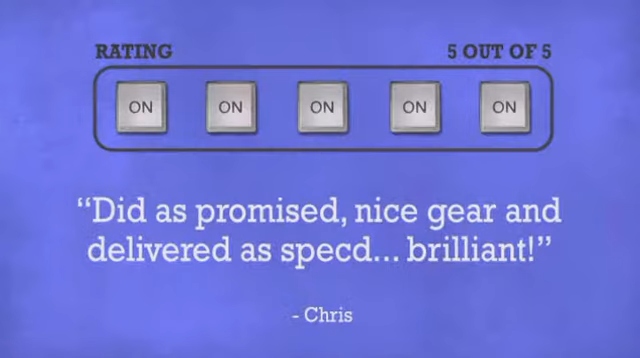 RATING 5 OUT OF 5
ON ON ON ON ON
“Did as promised, nice gear and
delivered as specd... brilliant!”
- Chris